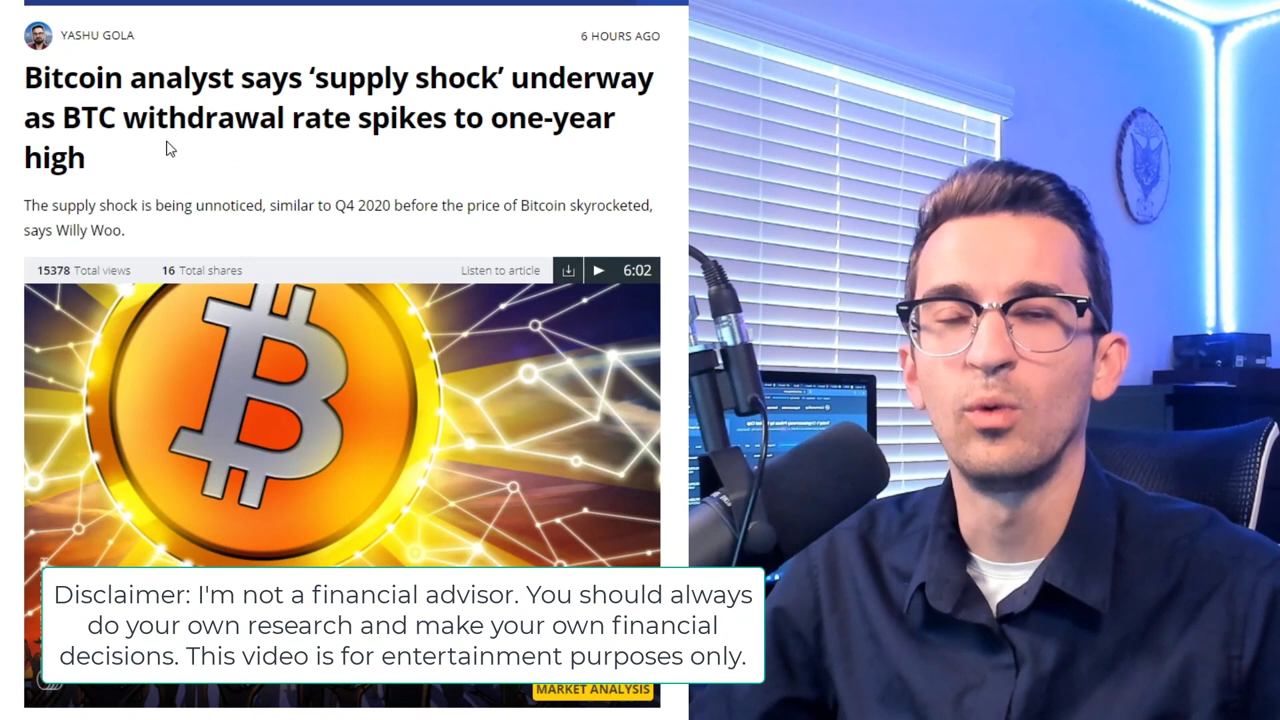 YASHU GOLA
6 HOURS AGO
Bitcoin analyst says ‘supply shock’ underway
as BTC withdrawal rate spikes to one-year
high
The supply shock is being unnoticed, similar to Q4 2020 before the price of Bitcoin skyrocketed,
says Willy Woo.
15378 Total views 16 Total shares Listen to article 6:02
Disclaimer: I'm not a financial advisor. You should always
do your own research and make your own financial
decisions. This video is for entertainment purposes only.
MARKET ANALYSIS